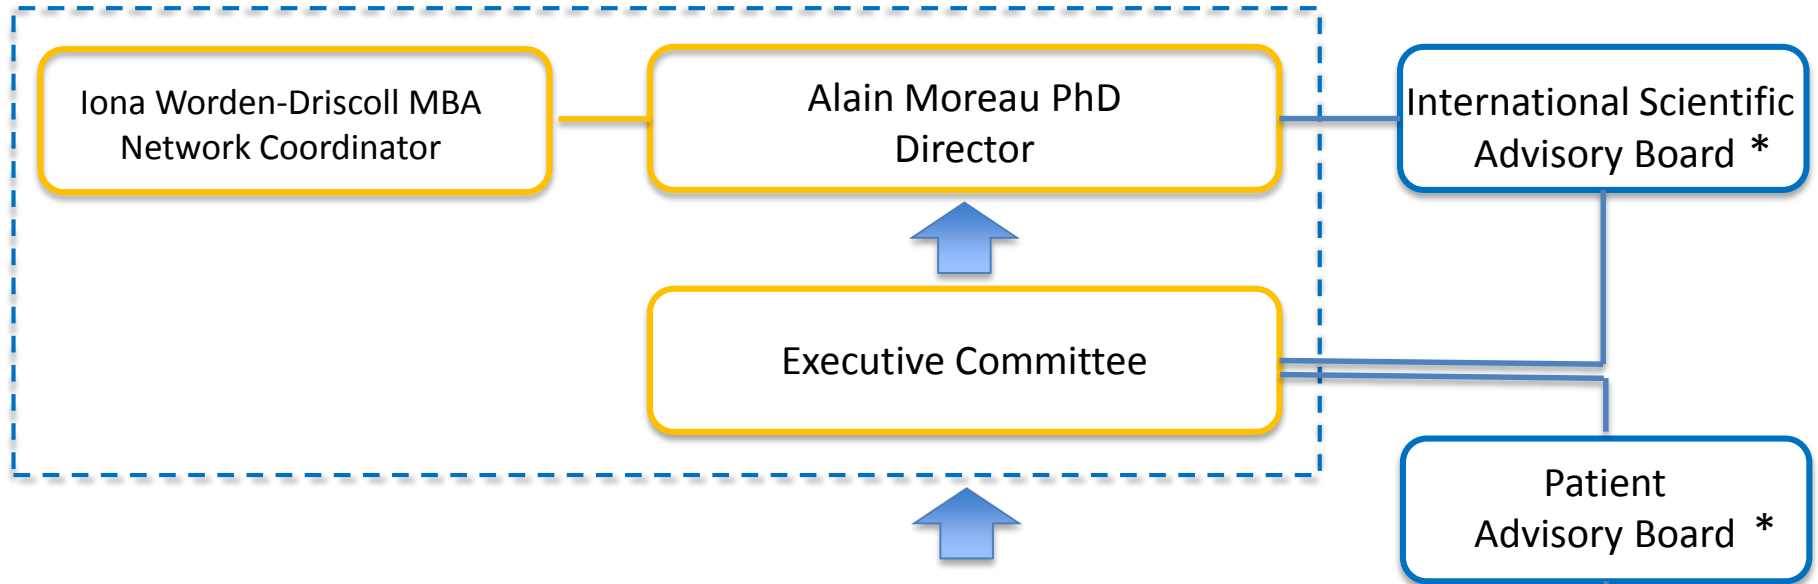 Iona Worden-Driscoll MBA
Network Coordinator
Alain Moreau PhD
Director
International Scientific
Advisory Board *
Executive Committee
Patient
Advisory Board *